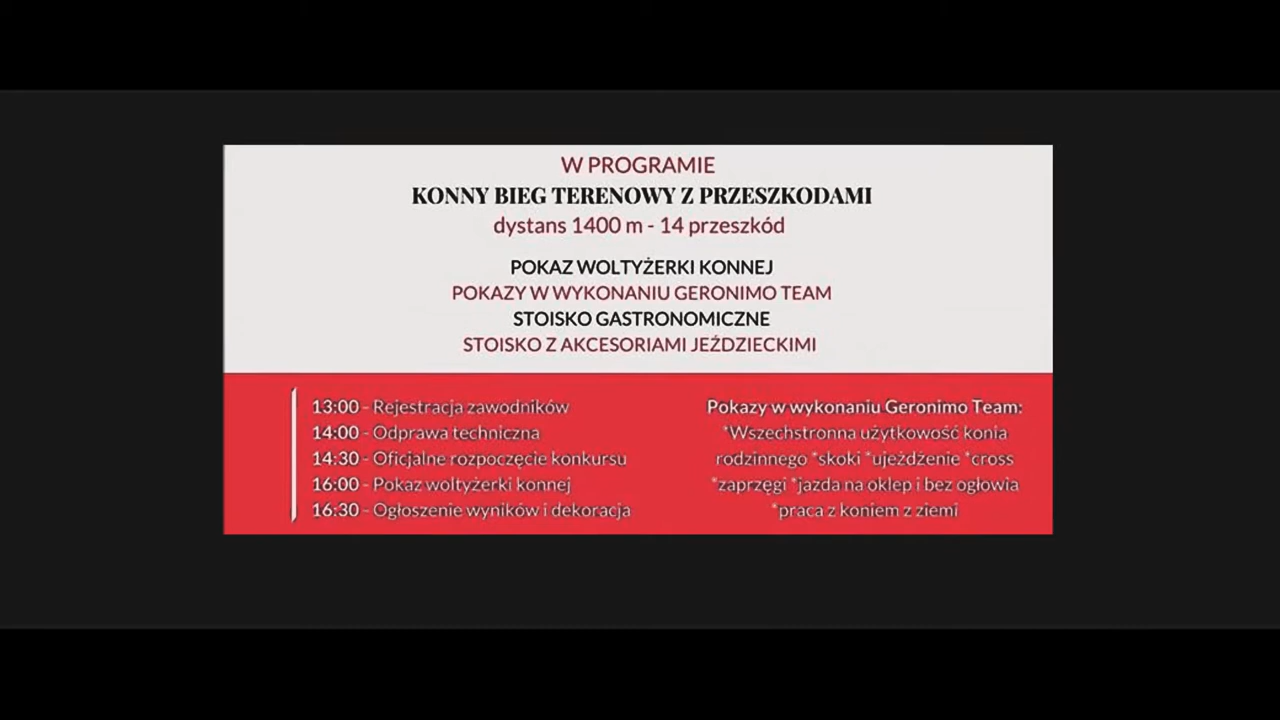 W PROGRAMIE
KONNY BIEG TERENOWY Z PRZESZKODAMI
dystans 1400 m - 14 przeszkód
POKAZ WOLTYŻERKI KONNEJ
POKAZY W WYKONANIU GERONIMO TEAM
STOISKO GASTRONOMICZNE
STOISKO Z AKCESORIAMI JEŹDZIECKIMI
13:00 - Rejestracja zawodników
14:00 - Odprawa techniczna
14:30 - Oficjalne rozpoczęcie konkursu
16:00 - Pokaz woltyżerki konnej
16:30 - Ogłoszenie wyników i dekoracja
Pokazy w wykonaniu Geronimo Team:
*Wszechstronna użytkowość konia
rodzinnego *skoki *ujeżdżenie *cross
*zaprzęgi *jazda na oklep i bez ogłowia
*praca z koniem z ziemi